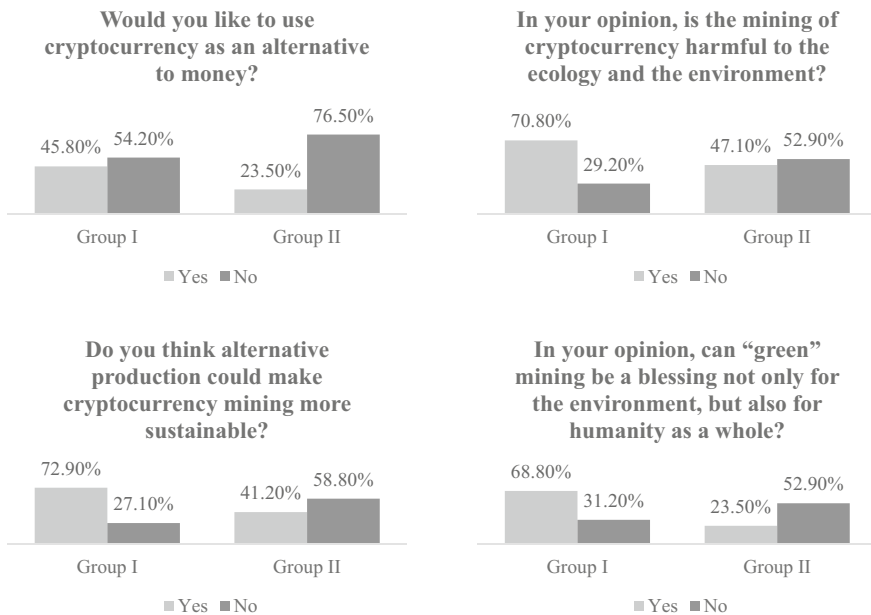 Would you like to use
cryptocurrency as an alternative
to money?
45.80%
54.20%
23.50%
76.50%
Group I
Group II
Yes No
In your opinion, is the mining of
cryptocurrency harmful to the
ecology and the environment?
70.80%
29.20%
47.10%
52.90%
Group I
Group II
Yes No
Do you think alternative
production could make
cryptocurrency mining more
sustainable?
72.90%
27.10%
41.20%
58.80%
Group I
Group II
Yes No
In your opinion, can “green”
mining be a blessing not only for
the environment, but also for
humanity as a whole?
68.80%
31.20%
23.50%
52.90%
Group I
Group II
Yes No